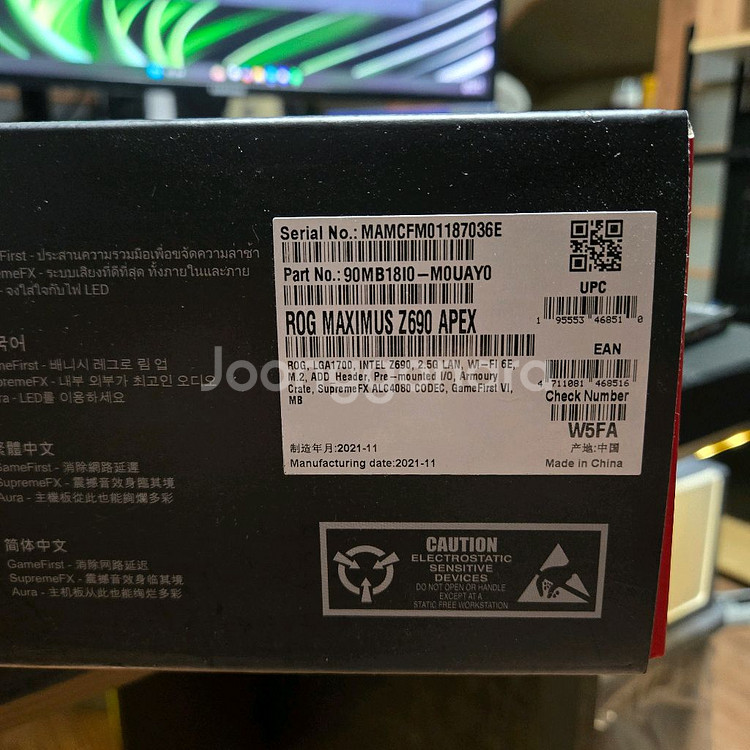 First - ประสานความรวมมือเพื่อขจัดความล่าช้า
emeFX - ระบบเสียงที่ดีที่สุด ทั้งภายในและภาย
- จงใส่ใจกับไฟ LED
국어
meFirst - 배니시 레그로 림 업
premeFX - 내부 외부가 최고인 오디오
ra - LED를 이용하세요
繁體中文
GameFirst - 消除網路延遲
SupremeFX - 震撼音效身臨其境
Aura - 主機板從此也能絢爛多彩
简体中文
GameFirst - 消除网路延迟
SupremeFX - 震撼音效身临其境
Aura - 主机板从此也能绚烂多彩
Serial No.: MAMCFM01187036E
Part No.: 90MB18I0-M0UAY0
ROG MAXIMUS Z690 APEX
ROG, LGA1700, INTEL Z690, 2.5G LAN, Wi-Fi 6E,
M.2, ADD Header, Pre-mounted I/O, Armoury
Crate, SupremeFX ALC4080 CODEC, GameFirst VI,
MB
制造年月:2021-11
Manufacturing date:2021-11
UPC
1 95553 46851 0
EAN
4 711081 468516
Check Number
W5FA
产地:中国
Made in China
CAUTION
ELECTROSTATIC
SENSITIVE
DEVICES
DO NOT OPEN OR HANDLE
EXCEPT AT A
STATIC FREE WORKSTATION